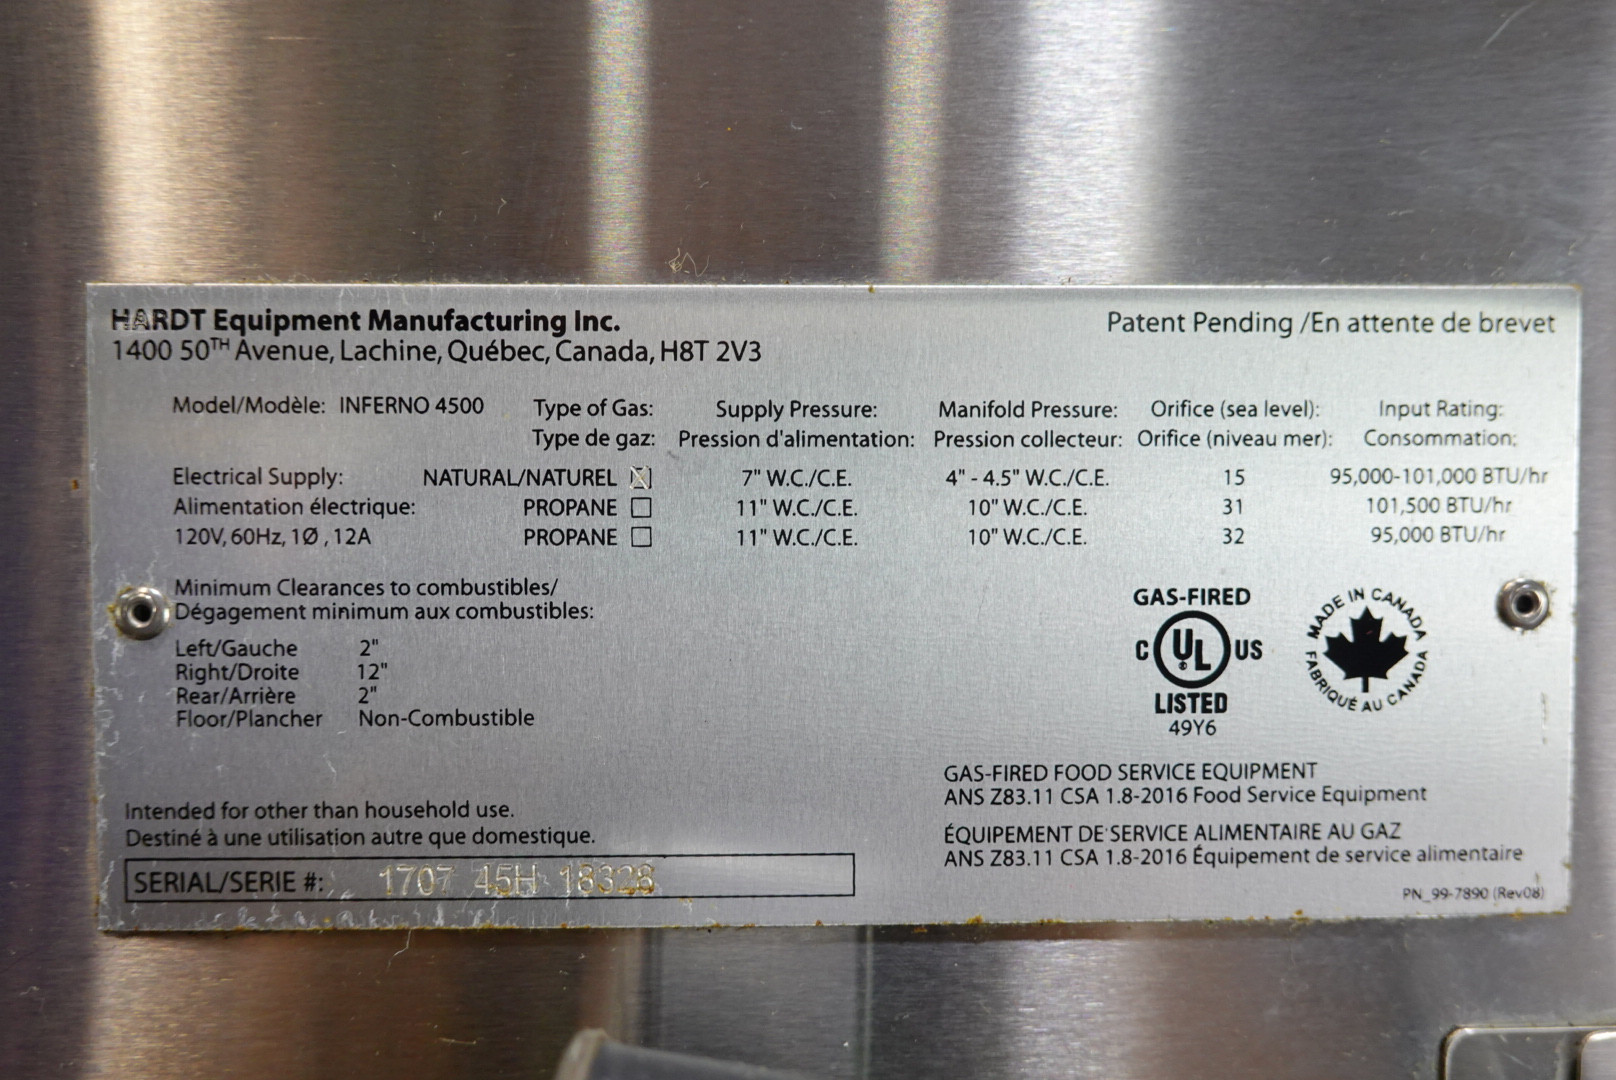 HARDT Equipment Manufacturing Inc.
1400 50TH Avenue, Lachine, Québec, Canada, H8T 2V3
Patent Pending /En attente de brevet
Model/Modèle: INFERNO 4500 Type of Gas: Supply Pressure: Manifold Pressure: Orifice (sea level): Input Rating:
Type de gaz: Pression d'alimentation: Pression collecteur: Orifice (niveau mer): Consommation:
Electrical Supply: NATURAL/NATUREL ☒ 7" W.C./C.E. 4" - 4.5" W.C./C.E. 15 95,000-101,000 BTU/hr
Alimentation électrique: PROPANE ☐ 11" W.C./C.E. 10" W.C./C.E. 31 101,500 BTU/hr
120V, 60Hz, 1Ø , 12A PROPANE ☐ 11" W.C./C.E. 10" W.C./C.E. 32 95,000 BTU/hr
Minimum Clearances to combustibles/
Dégagement minimum aux combustibles:
Left/Gauche 2"
Right/Droite 12"
Rear/Arrière 2"
Floor/Plancher Non-Combustible
GAS-FIRED
C UL US
LISTED
49Y6
MADE IN CANADA
FABRIQUÉ AU CANADA
GAS-FIRED FOOD SERVICE EQUIPMENT
ANS Z83.11 CSA 1.8-2016 Food Service Equipment
ÉQUIPEMENT DE SERVICE ALIMENTAIRE AU GAZ
ANS Z83.11 CSA 1.8-2016 Équipement de service alimentaire
Intended for other than household use.
Destiné à une utilisation autre que domestique.
SERIAL/SERIE #: 1707 45H 18328
PN_99-7890 (Rev08)